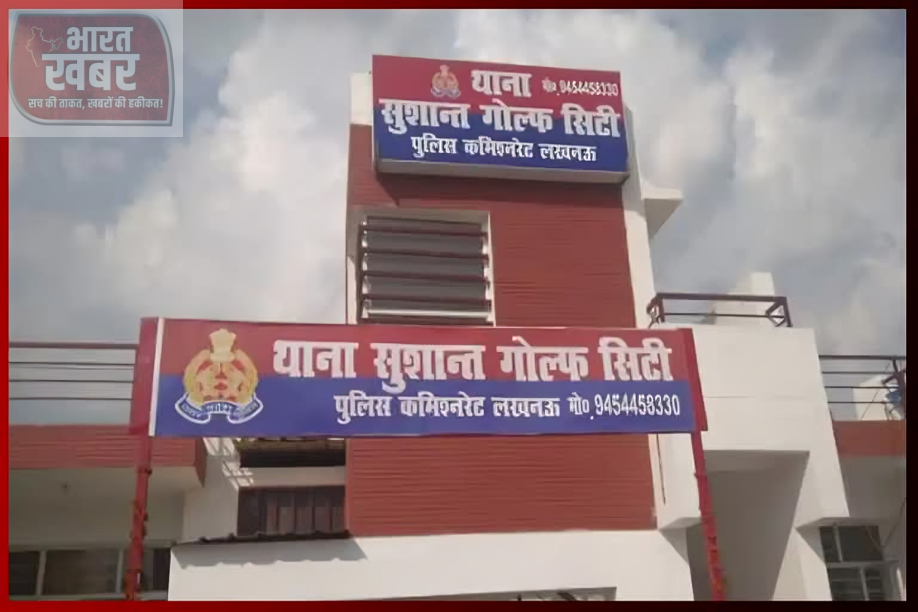 भारत
खबर
सच की ताकत, खबरों की हकीकत!
थाना मो०.9454458330
सुशान्त गोल्फ सिटी
पुलिस कमिश्नरेट लखनऊ
थाना सुशान्त गोल्फ सिटी
पुलिस कमिश्नरेट लखनऊ मो०.9454458330